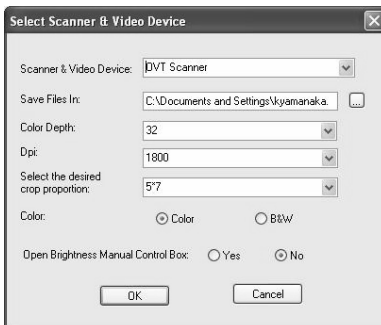 Select Scanner & Video Device
Scanner & Video Device: OVT Scanner
Save Files In: C:\Documents and Settings\kyamanaka. ...
Color Depth: 32
Dpi: 1800
Select the desired
crop proportion: 5*7
Color: Color B&W
Open Brightness Manual Control Box: Yes No
OK Cancel